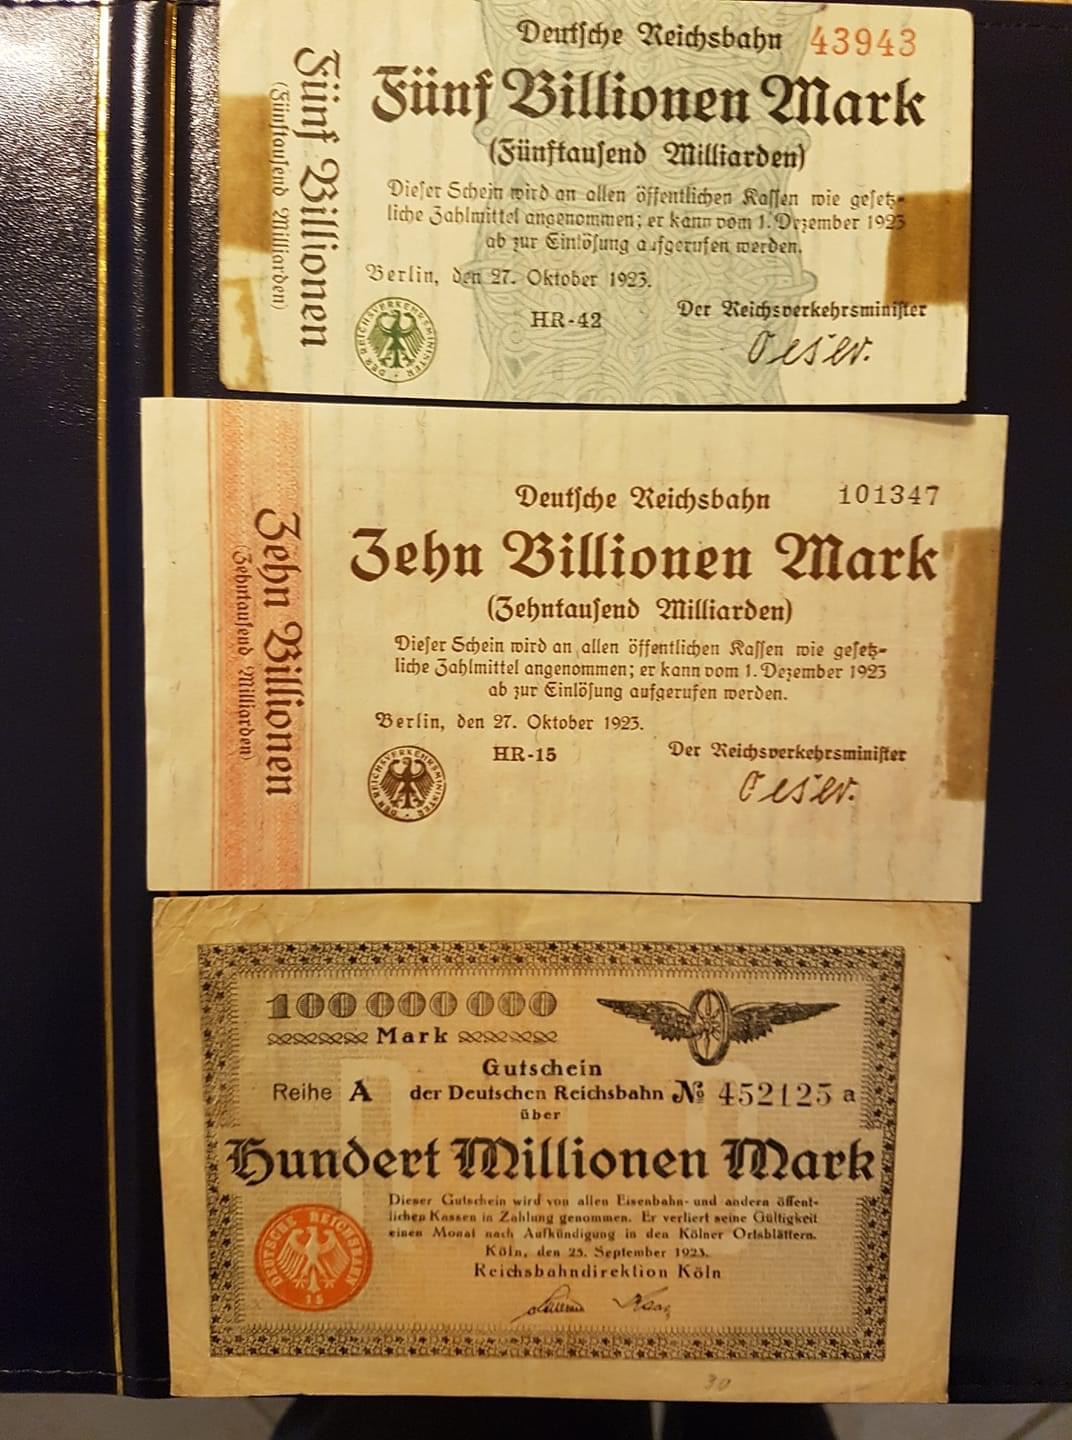 Deutsche Reichsbahn 43943
Fünf Billionen Mark
(Fünftausend Milliarden)
Dieser Schein wird an allen öffentlichen Kassen wie gesetz-
liche Zahlmittel angenommen; er kann vom 1. Dezember 1923
ab zur Einlösung aufgerufen werden.
Berlin, den 27. Oktober 1923.
HR-42
Der Reichsverkehrsminister
Oeser.
DER REICHSVERKEHRSMINISTER
Fünf Billionen
(Fünftausend Milliarden)
Deutsche Reichsbahn 101347
Zehn Billionen Mark
(Zehntausend Milliarden)
Dieser Schein wird an allen öffentlichen Kassen wie gesetz-
liche Zahlmittel angenommen; er kann vom 1. Dezember 1923
ab zur Einlösung aufgerufen werden.
Berlin, den 27. Oktober 1923.
HR-15
Der Reichsverkehrsminister
Oeser.
DER REICHSVERKEHRSMINISTER
Zehn Billionen
(Zehntausend Milliarden)
100 000 000
Mark
Gutschein
Reihe A der Deutschen Reichsbahn № 452125 a
über
Hundert Millionen Mark
Dieser Gutschein wird von allen Eisenbahn- und andern öffent-
lichen Kassen in Zahlung genommen. Er verliert seine Gültigkeit
einen Monat nach Aufkündigung in den Kölner Ortsblättern.
Köln, den 25. September 1923.
Reichsbahndirektion Köln
DEUTSCHE REICHSBAHN
15
30